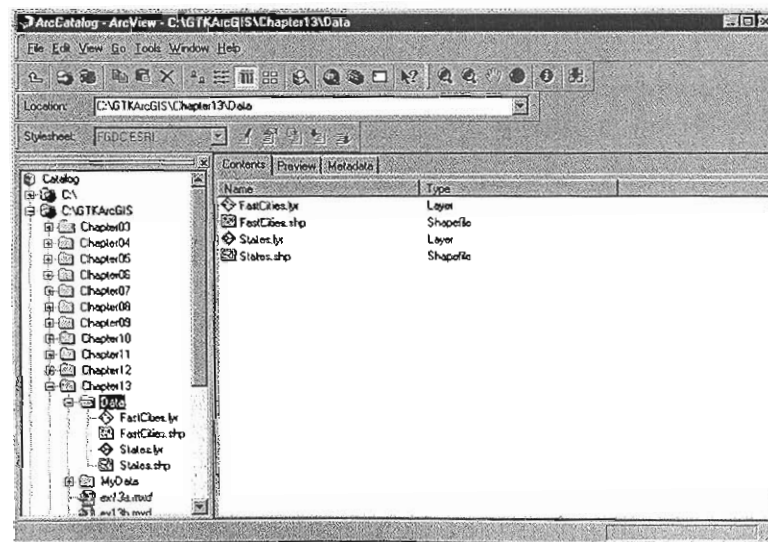 ArcCatalog - ArcView - C:\GTKArcGIS\Chapter13\Data
File Edit View Go Tools Window Help
Location: C:\GTKArcGIS\Chapter13\Data
Stylesheet: FGDC ESRI
Contents Preview Metadata
Name Type
FastCities.lyr Layer
FastCities.shp Shapefile
States.lyr Layer
States.shp Shapefile
Catalog
C:\
C:\GTKArcGIS
Chapter03
Chapter04
Chapter05
Chapter06
Chapter07
Chapter08
Chapter09
Chapter10
Chapter11
Chapter12
Chapter13
Data
FastCities.lyr
FastCities.shp
States.lyr
States.shp
MyData
ex13a.mxd
ex13b.mxd